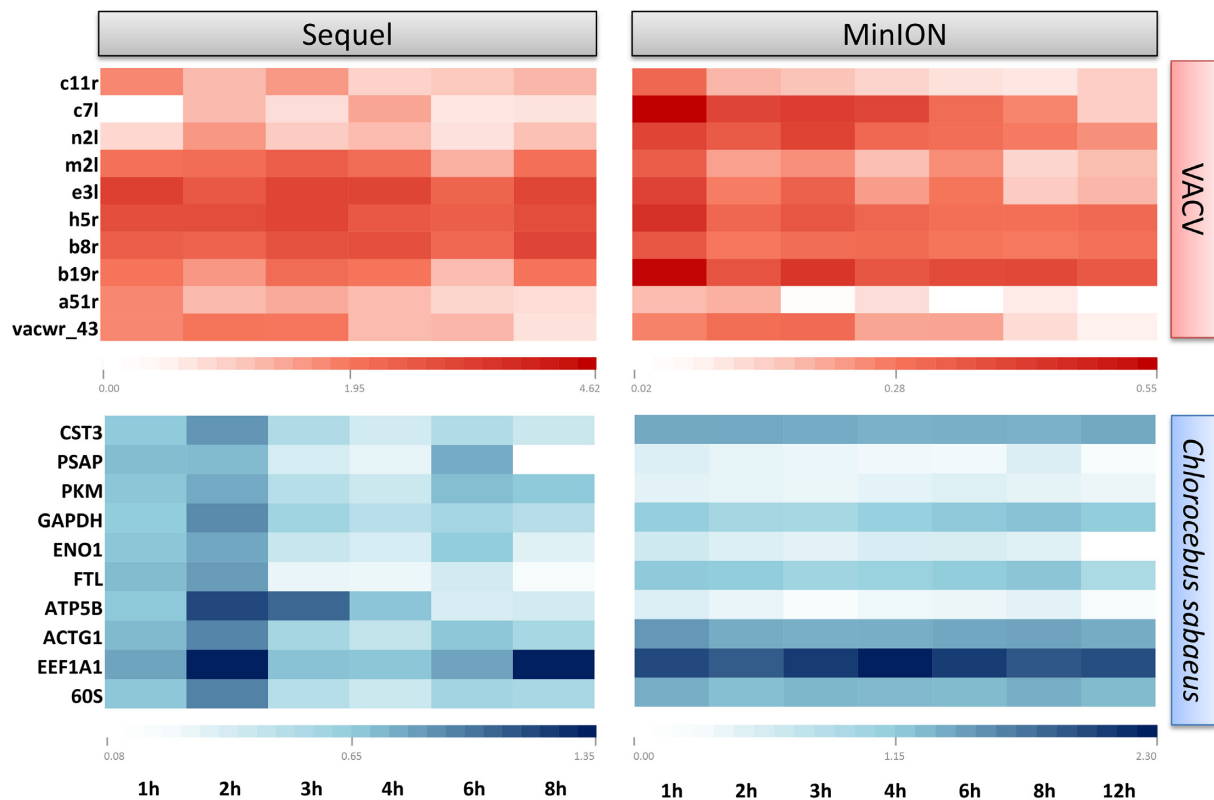 Sequel MinION
c11r
c7l
n2l
m2l
e3l
h5r
b8r
b19r
a51r
vacwr_43
VACV
0.00 1.95 4.62 0.02 0.28 0.55
CST3
PSAP
PKM
GAPDH
ENO1
FTL
ATP5B
ACTG1
EEF1A1
60S
Chlorocebus sabaeus
0.08 0.65 1.35 0.00 1.15 2.30
1h 2h 3h 4h 6h 8h 1h 2h 3h 4h 6h 8h 12h